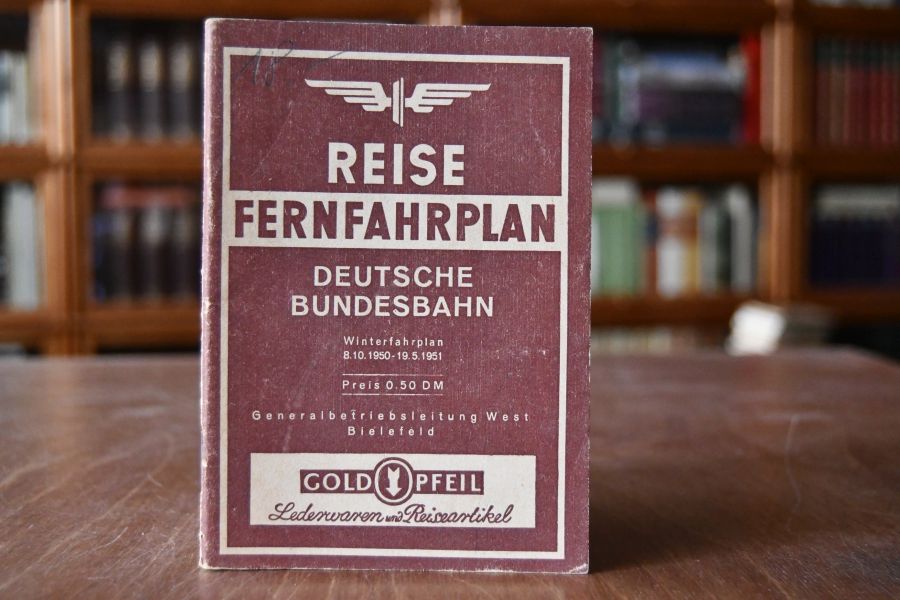 18
REISE
FERNFAHRPLAN
DEUTSCHE
BUNDESBAHN
Winterfahrplan
8.10.1950-19.5.1951
Preis 0.50 DM
Generalbetriebsleitung West
Bielefeld
GOLD PFEIL
Lederwaren und Reiseartikel